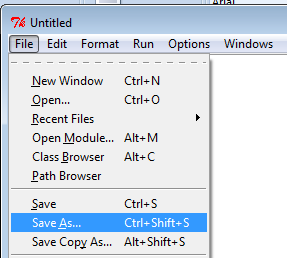 Arial
Untitled
File Edit Format Run Options Windows
New Window Ctrl+N
Open... Ctrl+O
Recent Files
Open Module... Alt+M
Class Browser Alt+C
Path Browser
Save Ctrl+S
Save As... Ctrl+Shift+S
Save Copy As... Alt+Shift+S